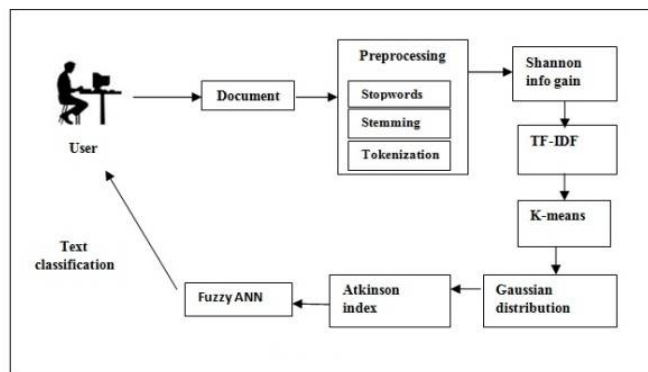 Preprocessing
Stopwords
Stemming
Tokenization
Document
User
Shannon
info gain
TF-IDF
K-means
Gaussian
distribution
Atkinson
index
Fuzzy ANN
Text
classification